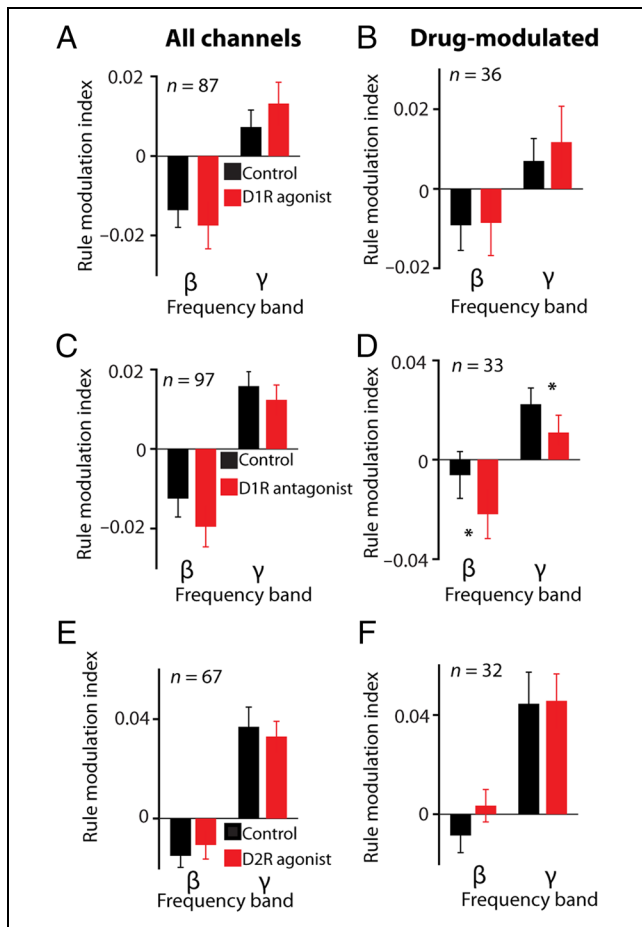 A All channels
B Drug-modulated
Rule modulation index
0.02
0
−0.02
n = 87
Control
D1R agonist
β γ
Frequency band
Rule modulation index
0.02
0
−0.02
n = 36
β γ
Frequency band
C
Rule modulation index
0.02
0
−0.02
n = 97
Control
D1R antagonist
β γ
Frequency band
D
Rule modulation index
0.04
0
−0.04
n = 33
*
*
β γ
Frequency band
E
Rule modulation index
0.04
0
n = 67
Control
D2R agonist
β γ
Frequency band
F
Rule modulation index
0.04
0
n = 32
β γ
Frequency band